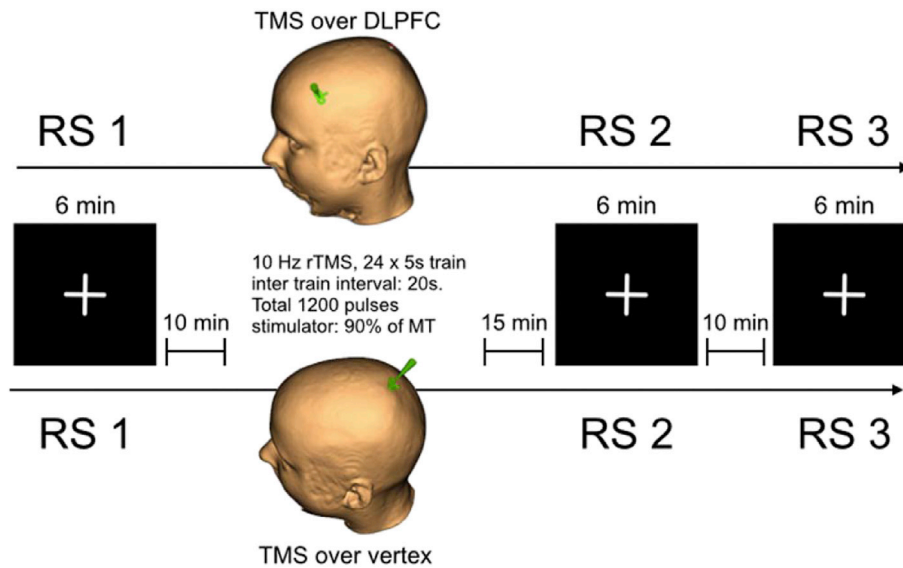 TMS over DLPFC
RS 1
RS 2
RS 3
6 min
6 min
6 min
10 Hz rTMS, 24 x 5s train
inter train interval: 20s.
Total 1200 pulses
stimulator: 90% of MT
10 min
15 min
10 min
RS 1
RS 2
RS 3
TMS over vertex